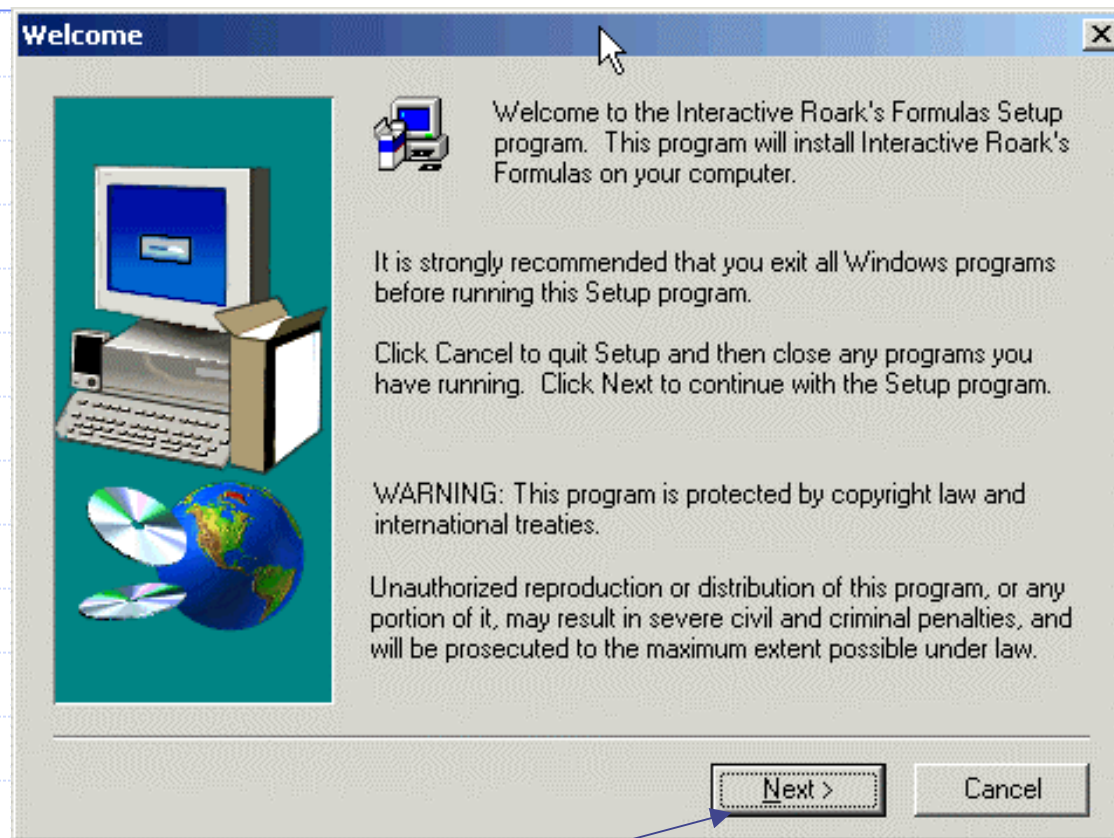 Welcome
Welcome to the Interactive Roark's Formulas Setup
program. This program will install Interactive Roark's
Formulas on your computer.
It is strongly recommended that you exit all Windows programs
before running this Setup program.
Click Cancel to quit Setup and then close any programs you
have running. Click Next to continue with the Setup program.
WARNING: This program is protected by copyright law and
international treaties.
Unauthorized reproduction or distribution of this program, or any
portion of it, may result in severe civil and criminal penalties, and
will be prosecuted to the maximum extent possible under law.
Next >
Cancel